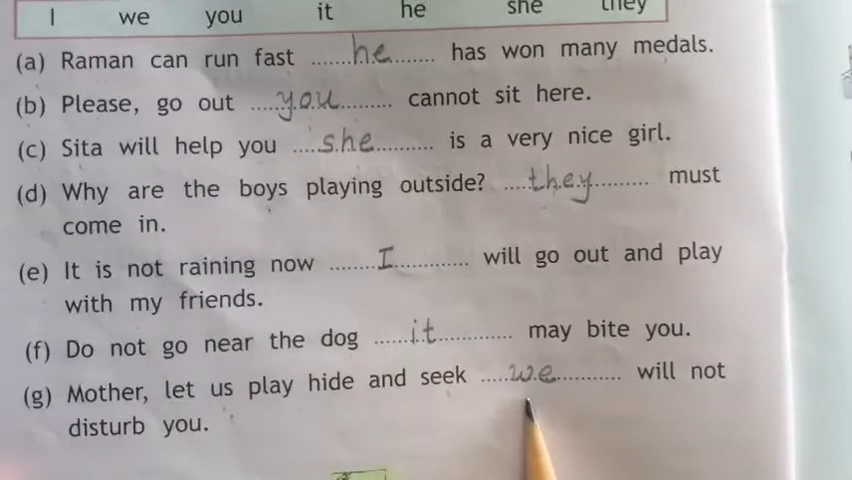 I we you it he she they
(a) Raman can run fast .......he........ has won many medals.
(b) Please, go out .....you......... cannot sit here.
(c) Sita will help you ....she.......... is a very nice girl.
(d) Why are the boys playing outside? .....they.......... must
come in.
(e) It is not raining now ........I............. will go out and play
with my friends.
(f) Do not go near the dog ......it............. may bite you.
(g) Mother, let us play hide and seek .....we............ will not
disturb you.